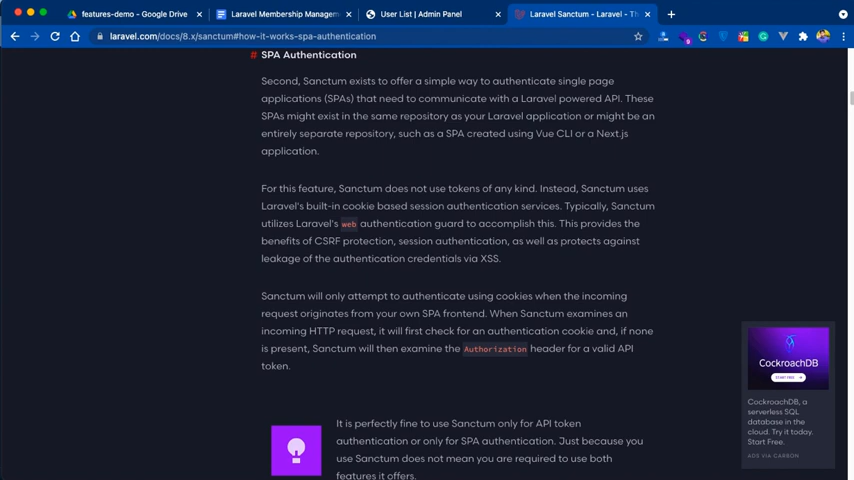 features-demo - Google Drive
Laravel Membership Managem
User List | Admin Panel
Laravel Sanctum - Laravel - Th
laravel.com/docs/8.x/sanctum#how-it-works-spa-authentication
# SPA Authentication
Second, Sanctum exists to offer a simple way to authenticate single page
applications (SPAs) that need to communicate with a Laravel powered API. These
SPAs might exist in the same repository as your Laravel application or might be an
entirely separate repository, such as a SPA created using Vue CLI or a Next.js
application.
For this feature, Sanctum does not use tokens of any kind. Instead, Sanctum uses
Laravel's built-in cookie based session authentication services. Typically, Sanctum
utilizes Laravel's web authentication guard to accomplish this. This provides the
benefits of CSRF protection, session authentication, as well as protects against
leakage of the authentication credentials via XSS.
Sanctum will only attempt to authenticate using cookies when the incoming
request originates from your own SPA frontend. When Sanctum examines an
incoming HTTP request, it will first check for an authentication cookie and, if none
is present, Sanctum will then examine the Authorization header for a valid API
token.
It is perfectly fine to use Sanctum only for API token
authentication or only for SPA authentication. Just because you
use Sanctum does not mean you are required to use both
features it offers.
CockroachDB
START FREE
CockroachDB, a
serverless SQL
database in the
cloud. Try it today.
Start Free.
ADS VIA CARBON